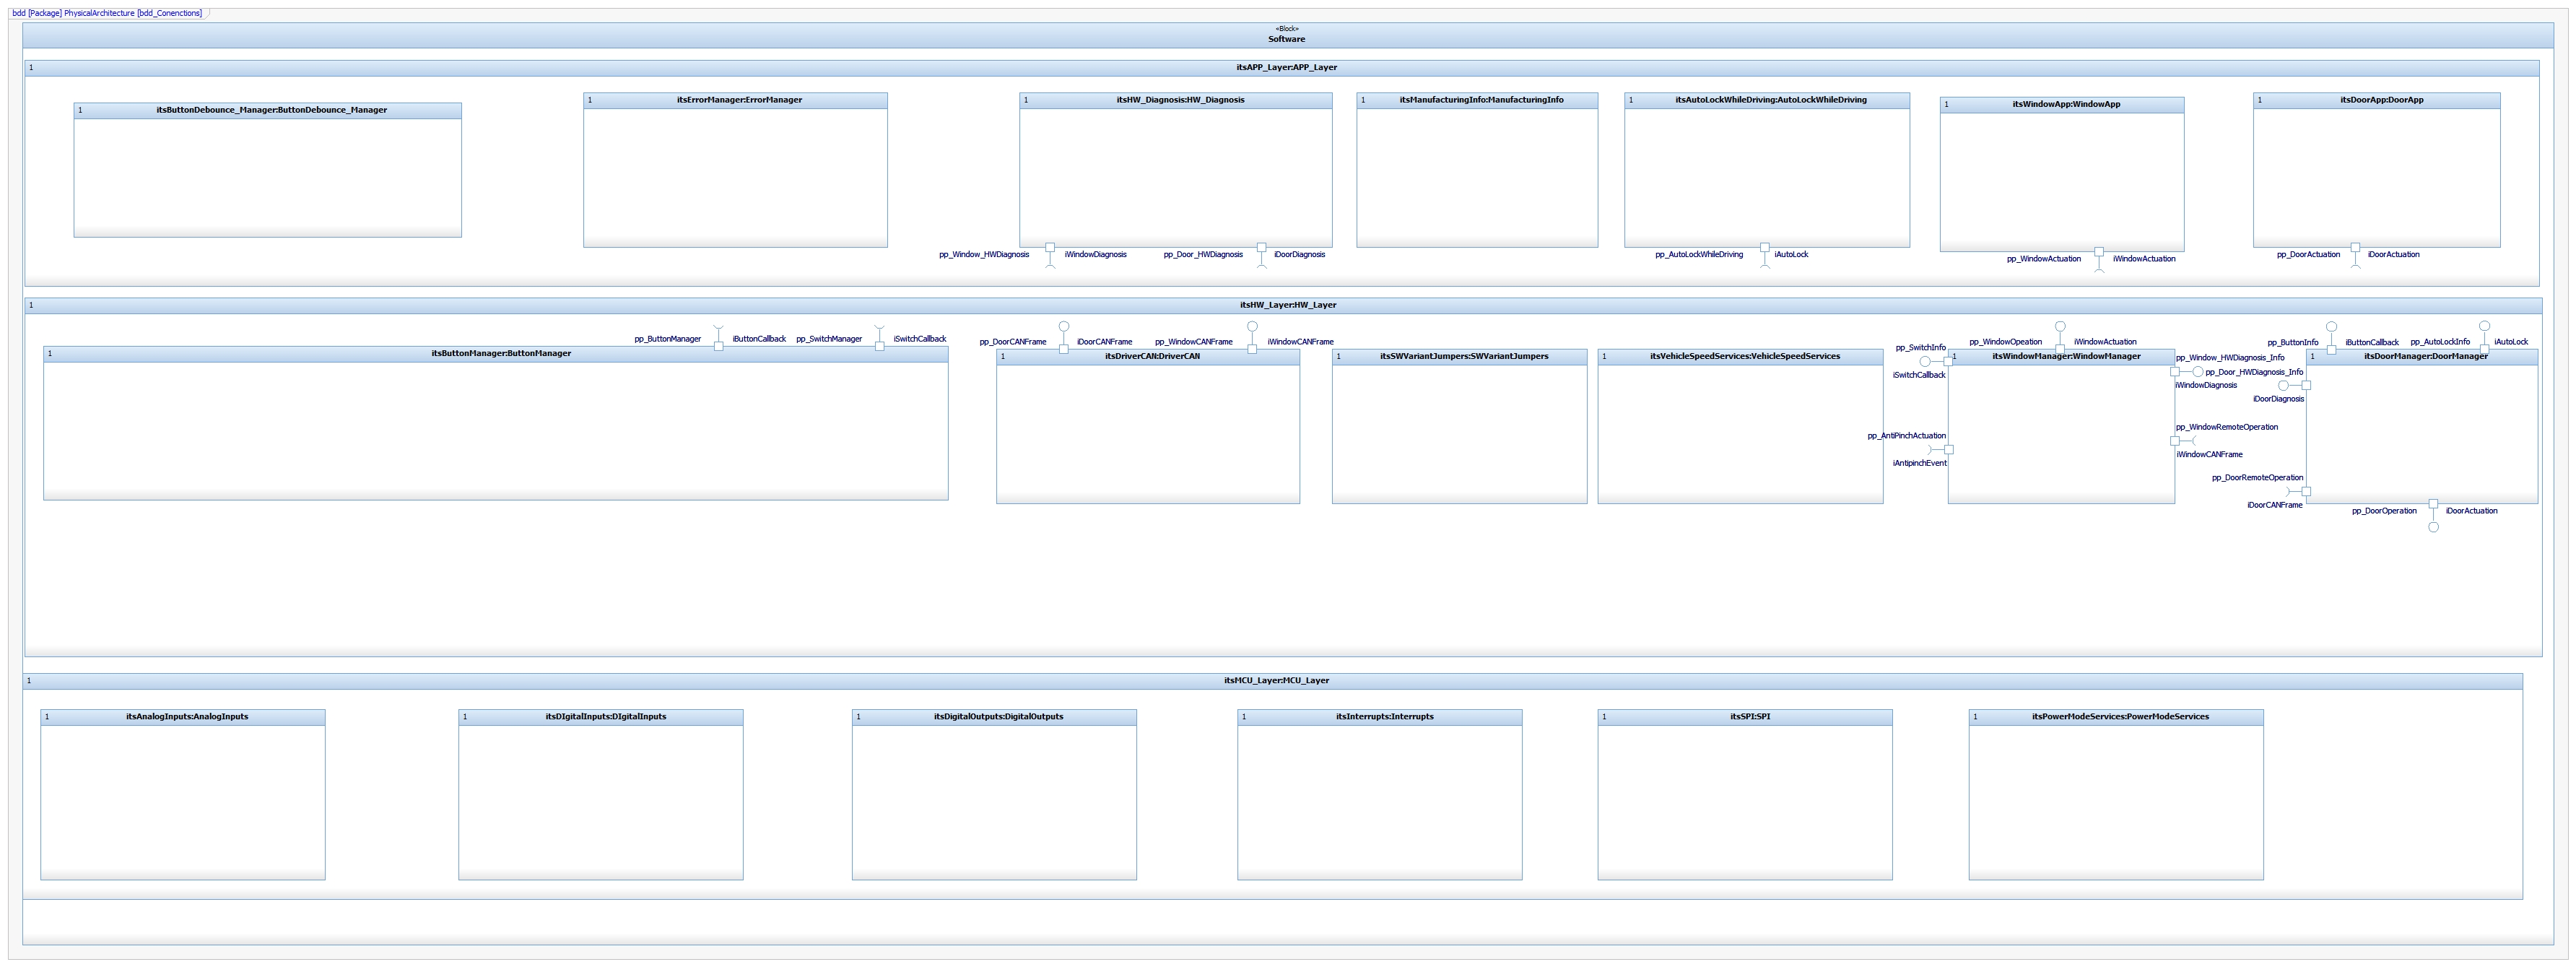 bdd [Package] PhysicalArchitecture [bdd_Conenctions]
«Block»
Software
1
itsAPP_Layer:APP_Layer
1
itsButtonDebounce_Manager:ButtonDebounce_Manager
1
itsErrorManager:ErrorManager
1
itsHW_Diagnosis:HW_Diagnosis
1
itsManufacturingInfo:ManufacturingInfo
1
itsAutoLockWhileDriving:AutoLockWhileDriving
1
itsWindowApp:WindowApp
1
itsDoorApp:DoorApp
pp_Window_HWDiagnosis
iWindowDiagnosis
pp_Door_HWDiagnosis
iDoorDiagnosis
pp_AutoLockWhileDriving
iAutoLock
pp_WindowActuation
iWindowActuation
pp_DoorActuation
iDoorActuation
1
itsHW_Layer:HW_Layer
pp_ButtonManager
iButtonCallback
pp_SwitchManager
iSwitchCallback
1
itsButtonManager:ButtonManager
pp_DoorCANFrame
iDoorCANFrame
pp_WindowCANFrame
iWindowCANFrame
1
itsDriverCAN:DriverCAN
1
itsSWVariantJumpers:SWVariantJumpers
1
itsVehicleSpeedServices:VehicleSpeedServices
pp_SwitchInfo
iSwitchCallback
pp_WindowOpeation
iWindowActuation
1
itsWindowManager:WindowManager
pp_AntiPinchActuation
iAntipinchEvent
pp_Window_HWDiagnosis_Info
iWindowDiagnosis
pp_WindowRemoteOperation
iWindowCANFrame
pp_ButtonInfo
iButtonCallback
pp_AutoLockInfo
iAutoLock
1
itsDoorManager:DoorManager
pp_Door_HWDiagnosis_Info
iDoorDiagnosis
pp_DoorRemoteOperation
iDoorCANFrame
pp_DoorOperation
iDoorActuation
1
itsMCU_Layer:MCU_Layer
1
itsAnalogInputs:AnalogInputs
1
itsDIgitalInputs:DIgitalInputs
1
itsDigitalOutputs:DigitalOutputs
1
itsInterrupts:Interrupts
1
itsSPI:SPI
1
itsPowerModeServices:PowerModeServices